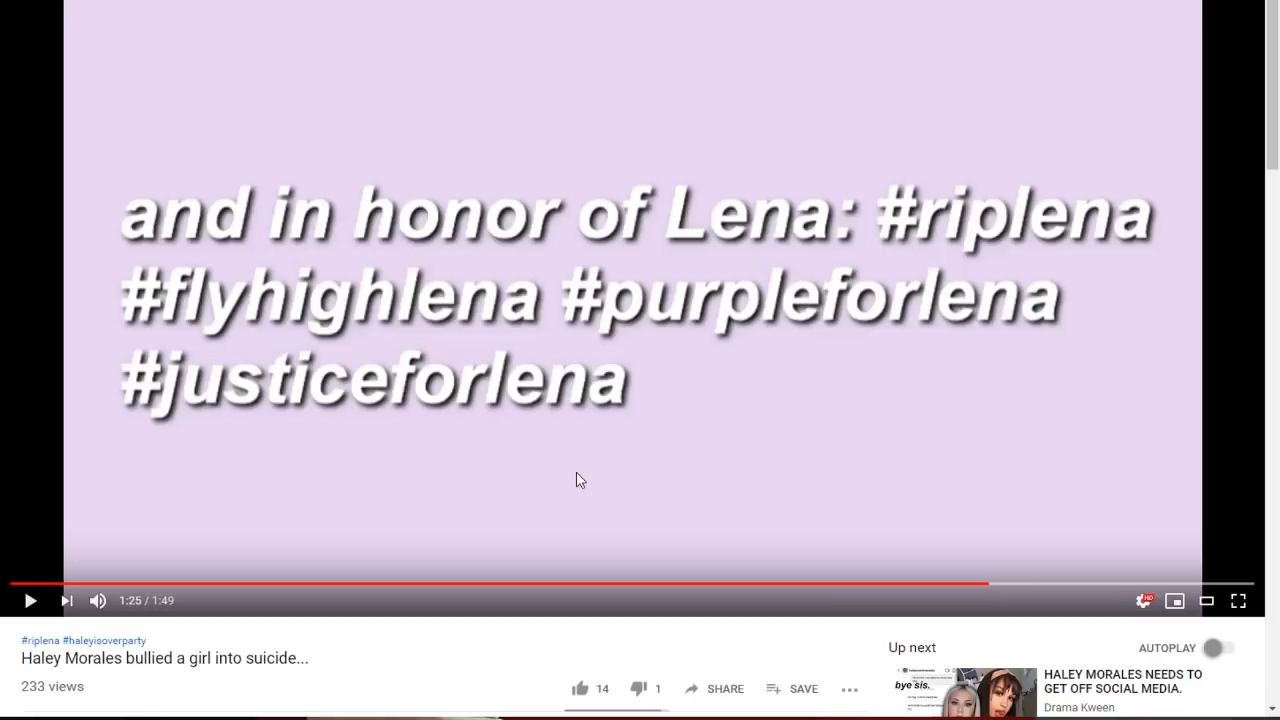 and in honor of Lena: #riplena
#flyhighlena #purpleforlena
#justiceforlena
1:25 / 1:49
HD
#riplena #haleyisoverparty
Haley Morales bullied a girl into suicide...
233 views
14
1
SHARE
SAVE
Up next
AUTOPLAY
bye sis.
HALEY MORALES NEEDS TO
GET OFF SOCIAL MEDIA.
Drama Kween